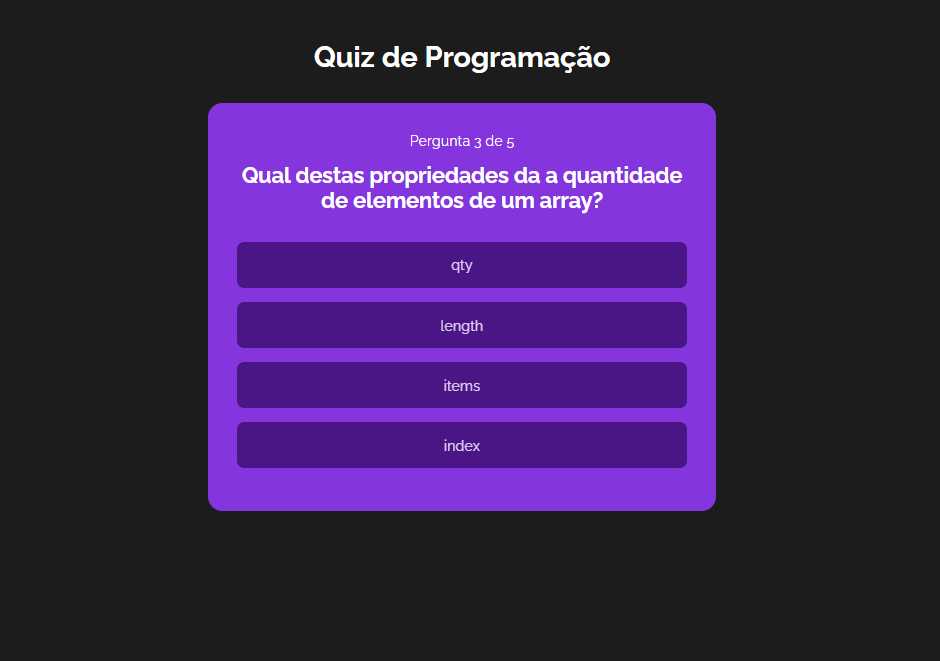 Quiz de Programação
Pergunta 3 de 5
Qual destas propriedades da a quantidade
de elementos de um array?
qty
length
items
index